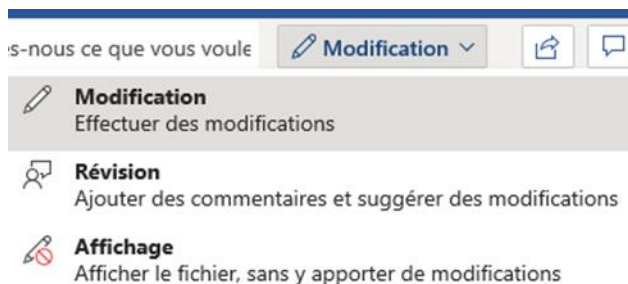 s-nous ce que vous voule Modification
Modification
Effectuer des modifications
Révision
Ajouter des commentaires et suggérer des modifications
Affichage
Afficher le fichier, sans y apporter de modifications